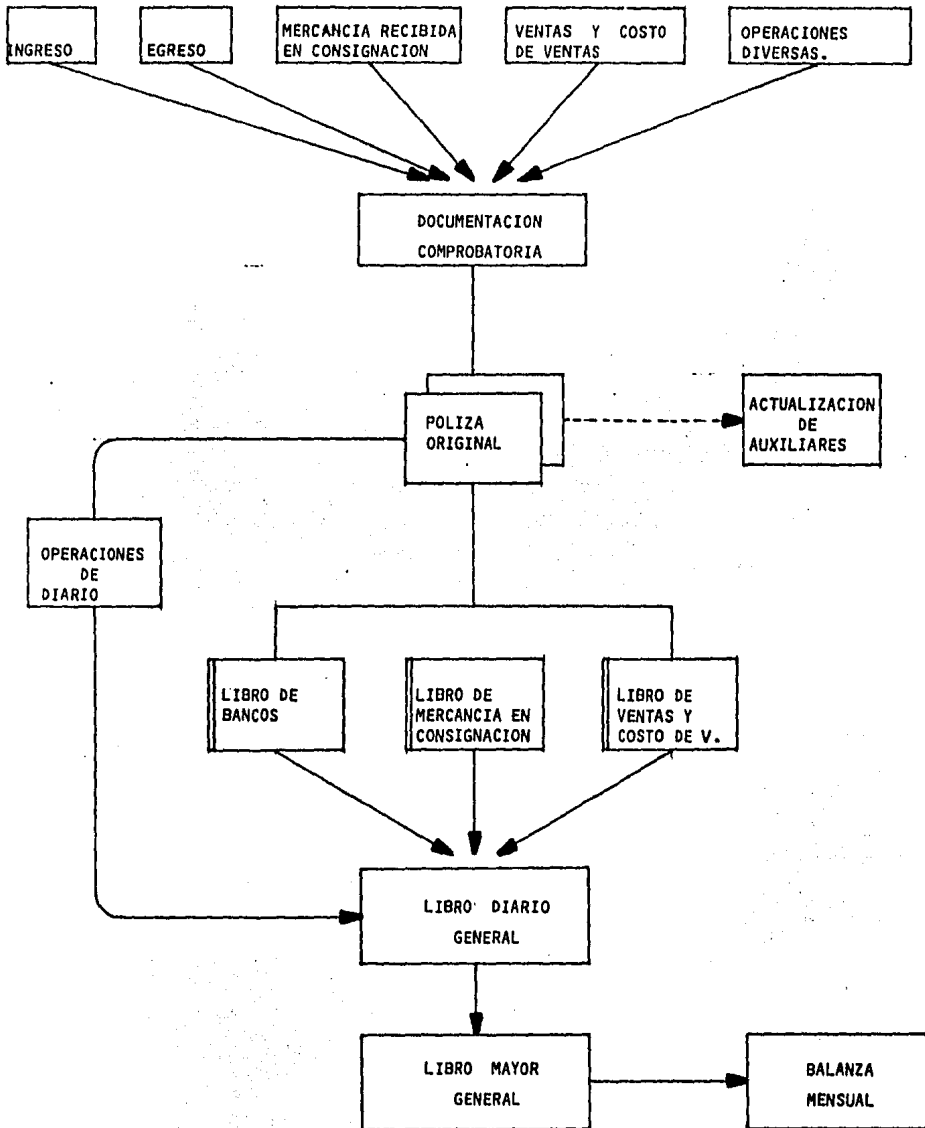 INGRESO
EGRESO
MERCANCIA RECIBIDA
EN CONSIGNACION
VENTAS Y COSTO
DE VENTAS
OPERACIONES
DIVERSAS.
DOCUMENTACION
COMPROBATORIA
POLIZA
ORIGINAL
ACTUALIZACION
DE
AUXILIARES
OPERACIONES
DE
DIARIO
LIBRO DE
BANCOS
LIBRO DE
MERCANCIA EN
CONSIGNACION
LIBRO DE
VENTAS Y
COSTO DE V.
LIBRO DIARIO
GENERAL
LIBRO MAYOR
GENERAL
BALANZA
MENSUAL